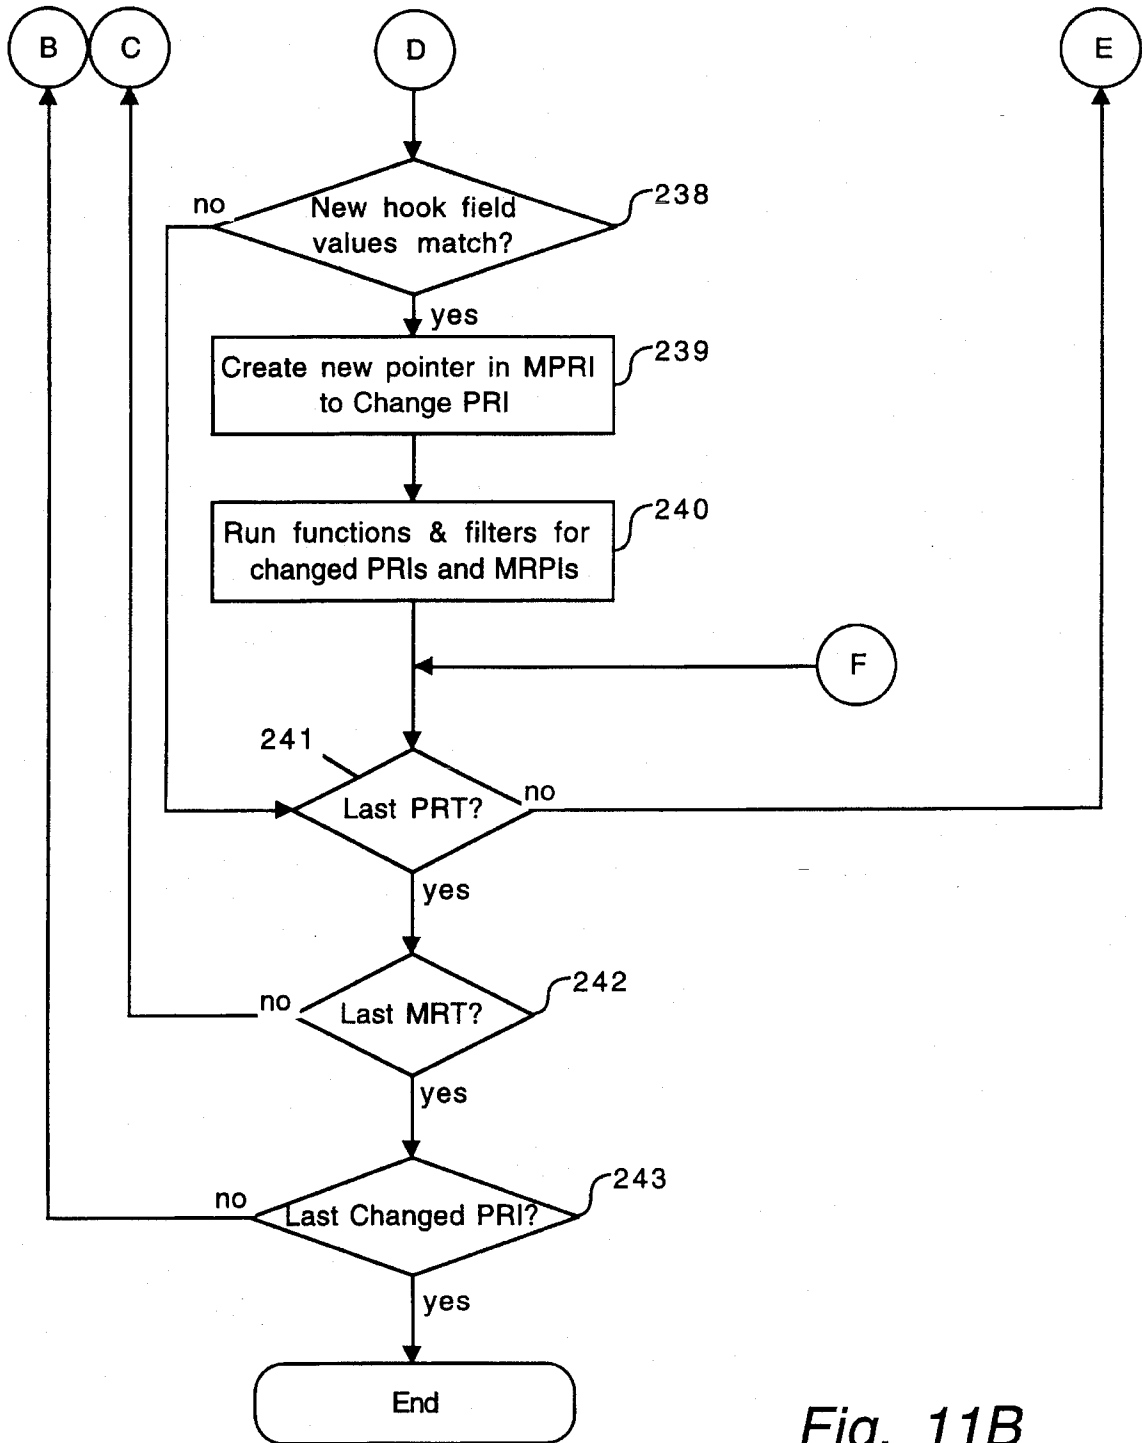 B
C
D
E
no
New hook field
values match?
238
yes
Create new pointer in MPRI
to Change PRI
239
Run functions & filters for
changed PRIs and MRPIs
240
F
241
Last PRT?
no
yes
no
Last MRT?
242
yes
no
Last Changed PRI?
243
yes
End
Fig. 11B